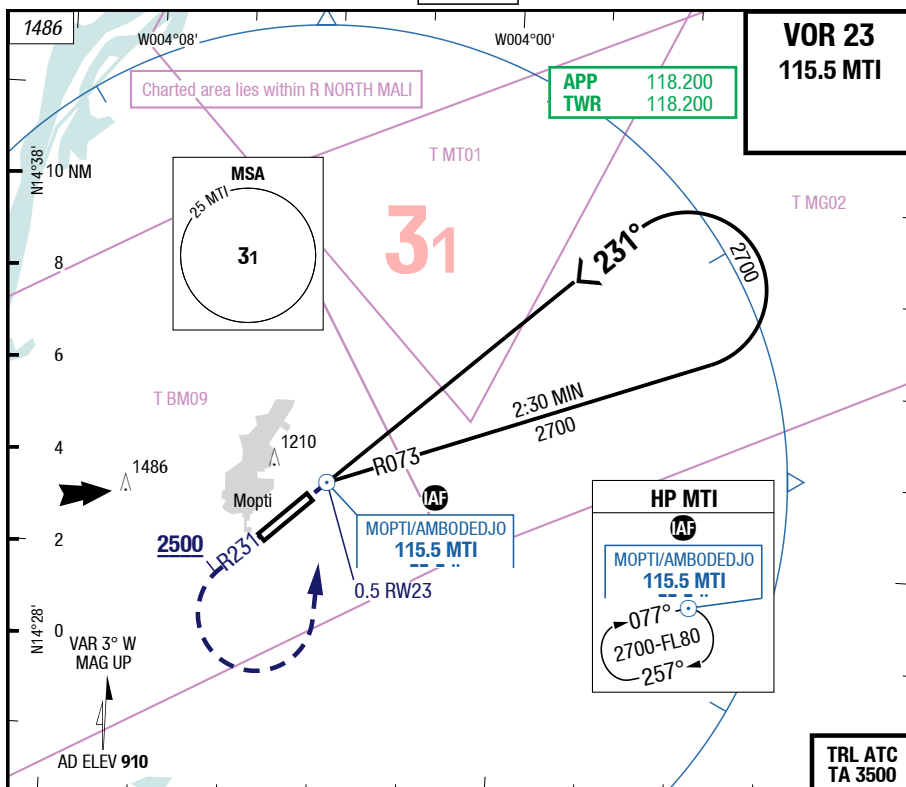 1486
W004°08'
W004°00'
VOR 23
115.5 MTI
Charted area lies within R NORTH MALI
APP 118.200
TWR 118.200
N14°38'
10 NM
T MT01
MSA
25 MTI
31
31
T MG02
231°
2700
8
6
T BM09
2:30 MIN
2700
4
1210
R073
1486
Mopti
IAF
HP MTI
IAF
MOPTI/AMBODEDJO
115.5 MTI
MOPTI/AMBODEDJO
115.5 MTI
2
2500
R231
0.5 RW23
077°
2700-FL80
257°
N14°28'
0
VAR 3° W
MAG UP
AD ELEV 910
TRL ATC
TA 3500